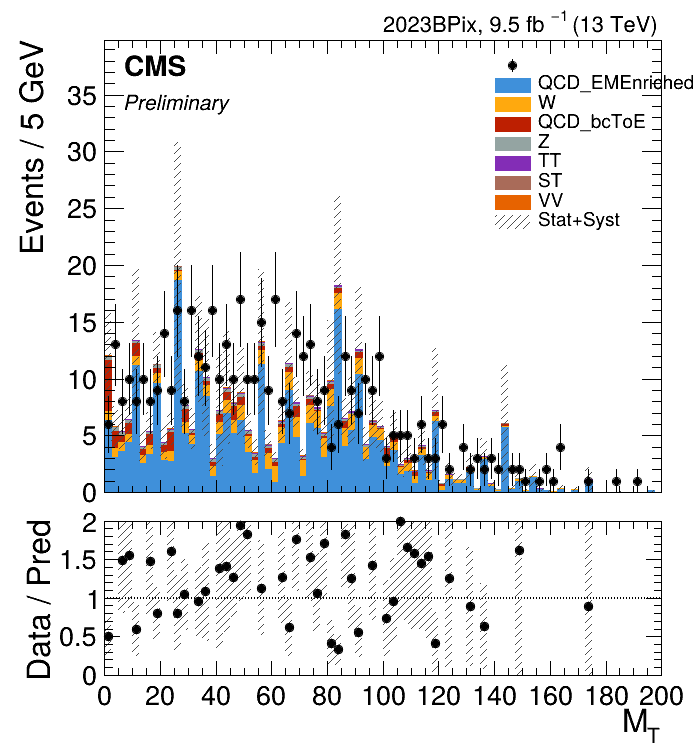 2023BPix, 9.5 fb⁻¹ (13 TeV)
CMS
Preliminary
QCD_EMEnriched
W
QCD_bcToE
Z
TT
ST
VV
Stat+Syst
Events / 5 GeV
35
30
25
20
15
10
5
0
Data / Pred
2
1.5
1
0.5
0
0 20 40 60 80 100 120 140 160 180 200
M_T